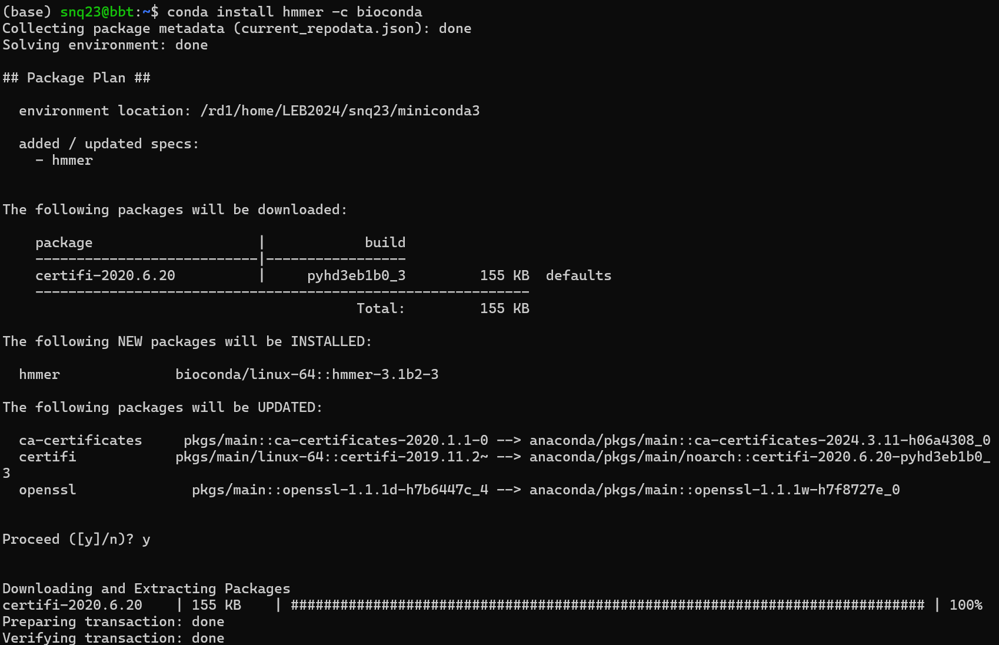 (base) snq23@bbt:~$ conda install hmmer -c bioconda
Collecting package metadata (current_repodata.json): done
Solving environment: done
## Package Plan ##
  environment location: /rd1/home/LEB2024/snq23/miniconda3
  added / updated specs:
    - hmmer
The following packages will be downloaded:
    package                    |            build
    ---------------------------|-----------------
    certifi-2020.6.20          |     pyhd3eb1b0_3         155 KB  defaults
    ------------------------------------------------------------
                                           Total:         155 KB
The following NEW packages will be INSTALLED:
  hmmer              bioconda/linux-64::hmmer-3.1b2-3
The following packages will be UPDATED:
  ca-certificates     pkgs/main::ca-certificates-2020.1.1-0 --> anaconda/pkgs/main::ca-certificates-2024.3.11-h06a4308_0
  certifi            pkgs/main/linux-64::certifi-2019.11.2~ --> anaconda/pkgs/main/noarch::certifi-2020.6.20-pyhd3eb1b0_
3
  openssl              pkgs/main::openssl-1.1.1d-h7b6447c_4 --> anaconda/pkgs/main::openssl-1.1.1w-h7f8727e_0
Proceed ([y]/n)? y
Downloading and Extracting Packages
certifi-2020.6.20    | 155 KB    | ############################################################################# | 100%
Preparing transaction: done
Verifying transaction: done